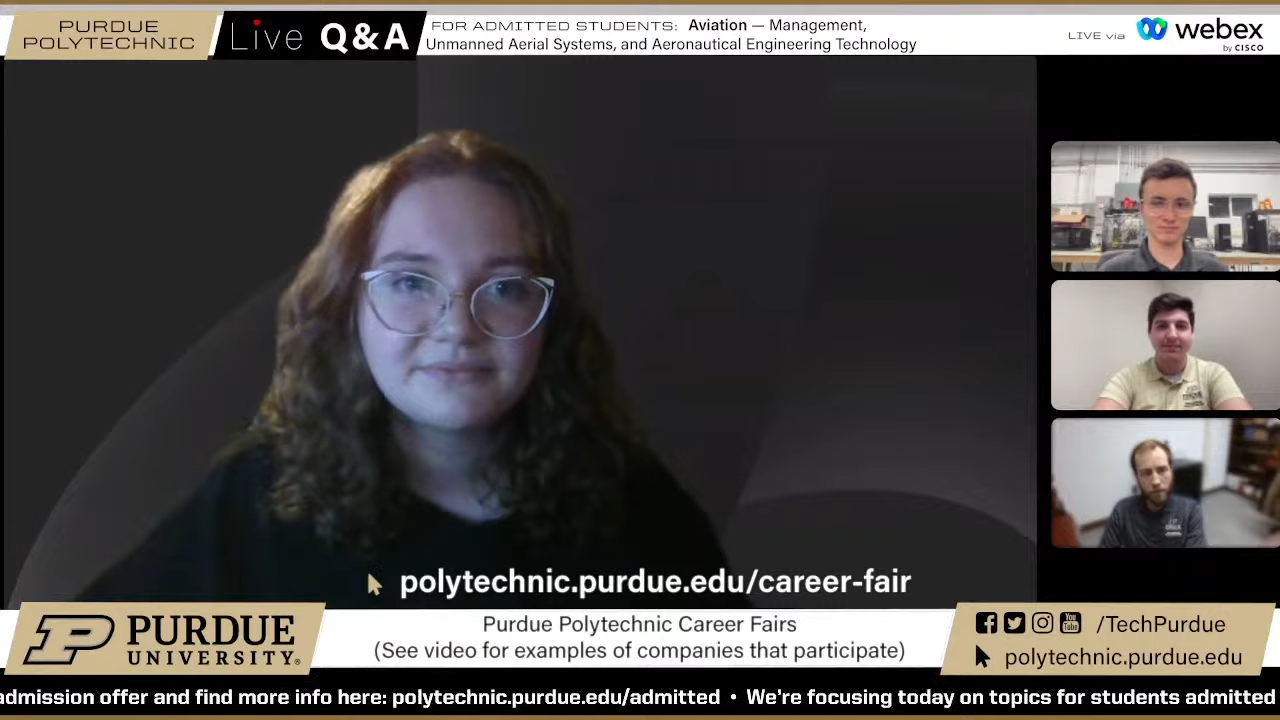 PURDUE
POLYTECHNIC
Live Q&A
FOR ADMITTED STUDENTS: Aviation — Management,
Unmanned Aerial Systems, and Aeronautical Engineering Technology
LIVE via webex
by CISCO
polytechnic.purdue.edu/career-fair
P PURDUE
UNIVERSITY®
Purdue Polytechnic Career Fairs
(See video for examples of companies that participate)
You
Tube
/TechPurdue
polytechnic.purdue.edu
admission offer and find more info here: polytechnic.purdue.edu/admitted • We're focusing today on topics for students admitted